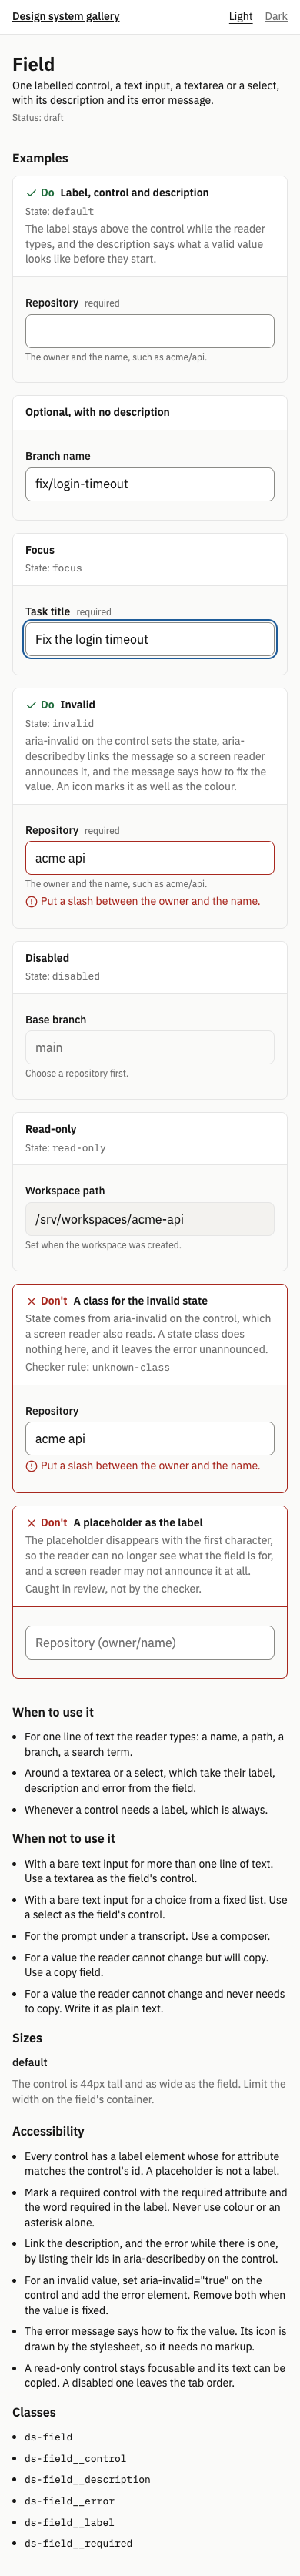 Design system gallery Light Dark
Field
One labelled control, a text input, a textarea or a select,
with its description and its error message.
Status: draft
Examples
Do Label, control and description
State: default
The label stays above the control while the reader
types, and the description says what a valid value
looks like before they start.
Repository required
The owner and the name, such as acme/api.
Optional, with no description
Branch name
fix/login-timeout
Focus
State: focus
Task title required
Fix the login timeout
Do Invalid
State: invalid
aria-invalid on the control sets the state, aria-
describedby links the message so a screen reader
announces it, and the message says how to fix the
value. An icon marks it as well as the colour.
Repository required
acme api
The owner and the name, such as acme/api.
Put a slash between the owner and the name.
Disabled
State: disabled
Base branch
main
Choose a repository first.
Read-only
State: read-only
Workspace path
/srv/workspaces/acme-api
Set when the workspace was created.
Don't A class for the invalid state
State comes from aria-invalid on the control, which
a screen reader also reads. A state class does
nothing here, and it leaves the error unannounced.
Checker rule: unknown-class
Repository
acme api
Put a slash between the owner and the name.
Don't A placeholder as the label
The placeholder disappears with the first character,
so the reader can no longer see what the field is for,
and a screen reader may not announce it at all.
Caught in review, not by the checker.
Repository (owner/name)
When to use it
• For one line of text the reader types: a name, a path, a
branch, a search term.
• Around a textarea or a select, which take their label,
description and error from the field.
• Whenever a control needs a label, which is always.
When not to use it
• With a bare text input for more than one line of text.
Use a textarea as the field's control.
• With a bare text input for a choice from a fixed list. Use
a select as the field's control.
• For the prompt under a transcript. Use a composer.
• For a value the reader cannot change but will copy.
Use a copy field.
• For a value the reader cannot change and never needs
to copy. Write it as plain text.
Sizes
default
The control is 44px tall and as wide as the field. Limit the
width on the field's container.
Accessibility
• Every control has a label element whose for attribute
matches the control's id. A placeholder is not a label.
• Mark a required control with the required attribute and
the word required in the label. Never use colour or an
asterisk alone.
• Link the description, and the error while there is one,
by listing their ids in aria-describedby on the control.
• For an invalid value, set aria-invalid="true" on the
control and add the error element. Remove both when
the value is fixed.
• The error message says how to fix the value. Its icon is
drawn by the stylesheet, so it needs no markup.
• A read-only control stays focusable and its text can be
copied. A disabled one leaves the tab order.
Classes
• ds-field
• ds-field__control
• ds-field__description
• ds-field__error
• ds-field__label
• ds-field__required